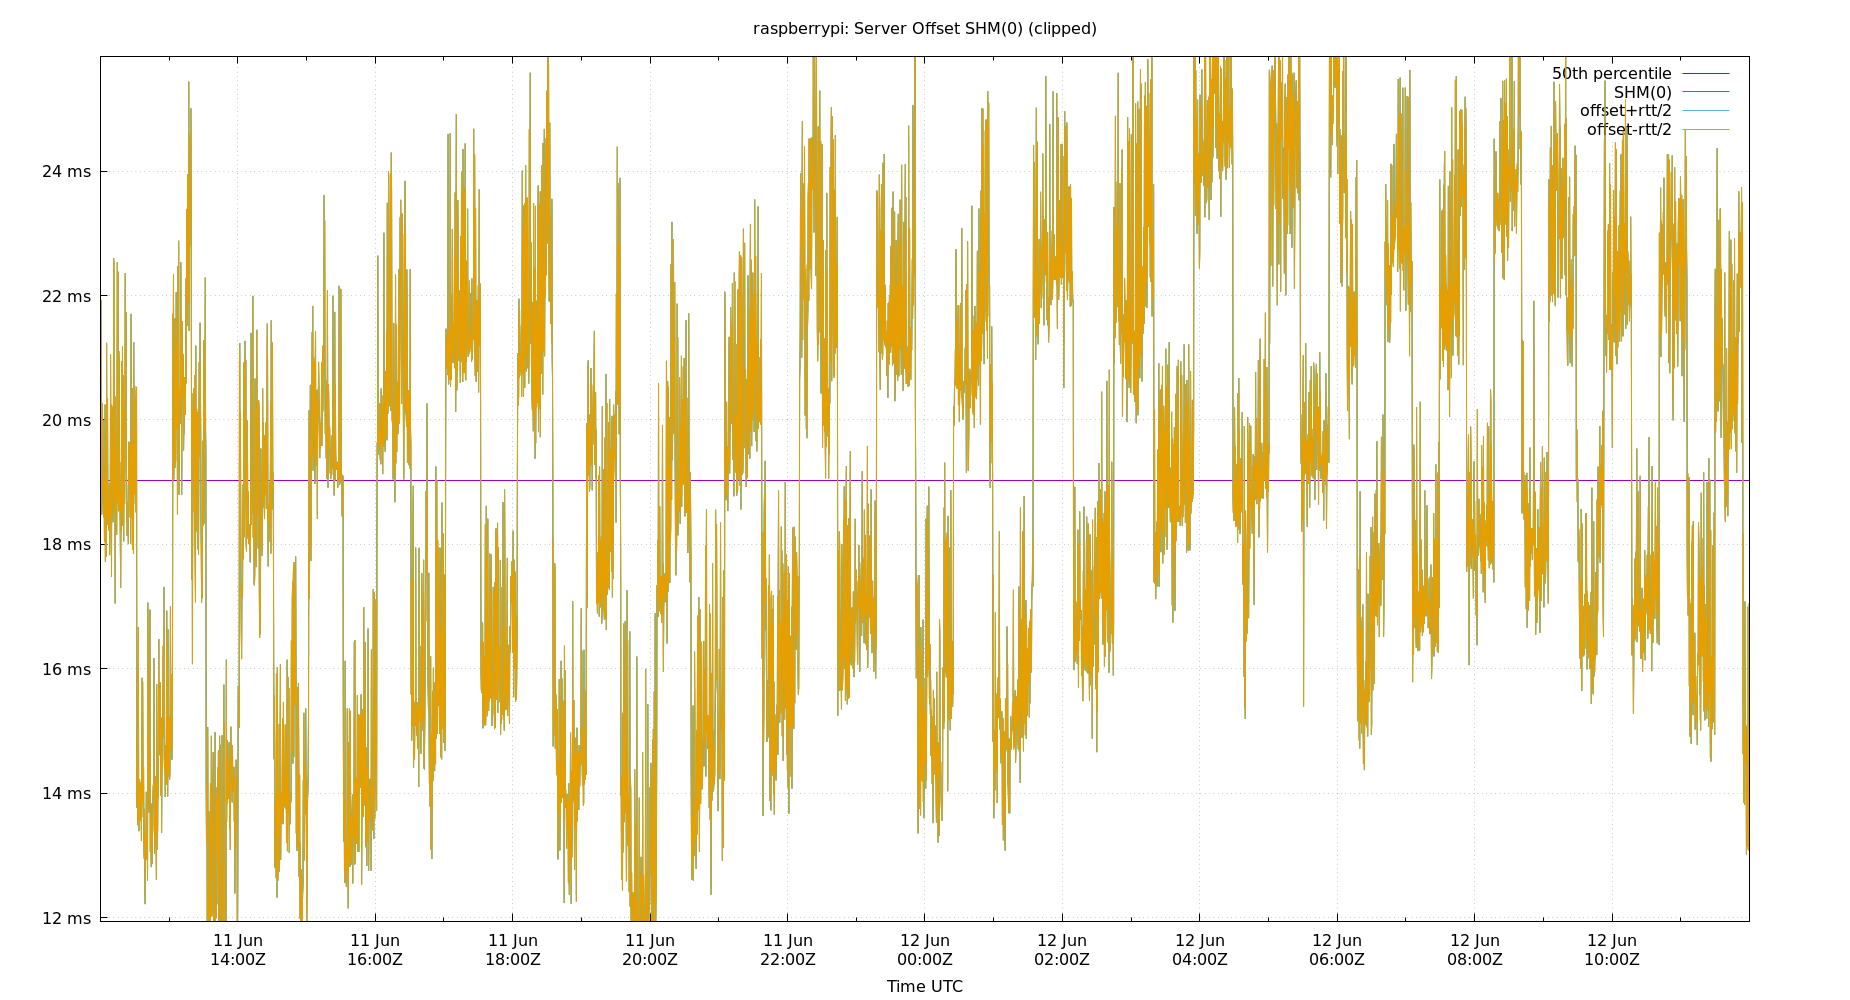 raspberrypi: Server Offset SHM(0) (clipped)
50th percentile
SHM(0)
offset+rtt/2
offset-rtt/2
24 ms
22 ms
20 ms
18 ms
16 ms
14 ms
12 ms
11 Jun 11 Jun 11 Jun 11 Jun 11 Jun 12 Jun 12 Jun 12 Jun 12 Jun 12 Jun 12 Jun
14:00Z 16:00Z 18:00Z 20:00Z 22:00Z 00:00Z 02:00Z 04:00Z 06:00Z 08:00Z 10:00Z
Time UTC